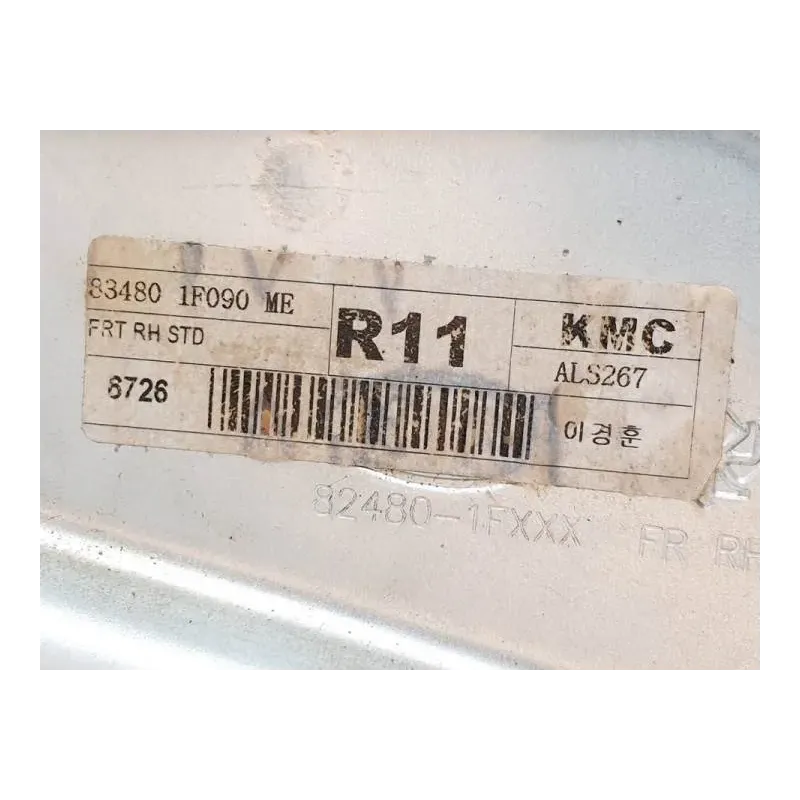 83480 1F090 ME
FRT RH STD
6726
R11
KMC
ALS267
이경훈
82480-1FXXX FR RH